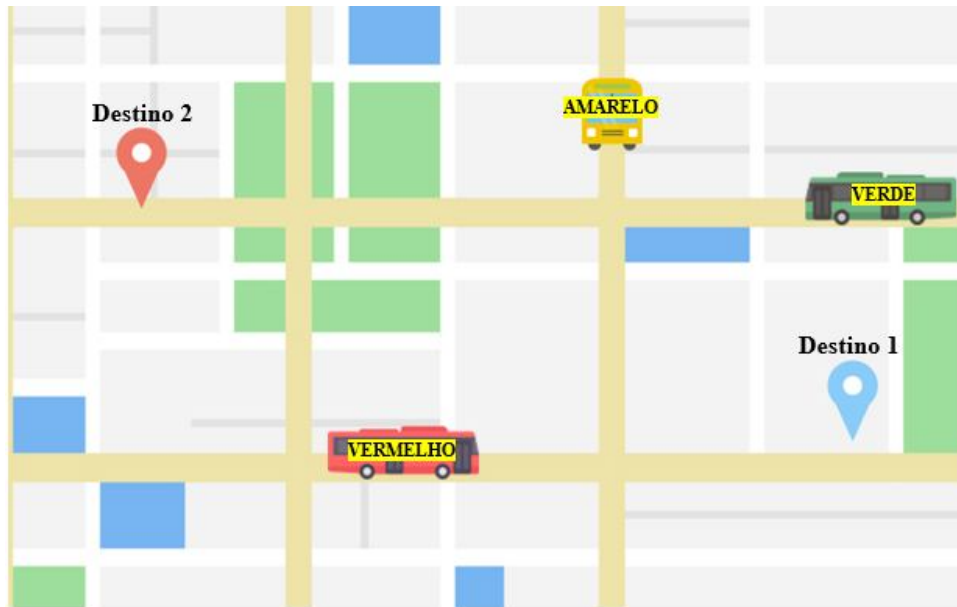 AMARELO
Destino 2
VERDE
Destino 1
VERMELHO